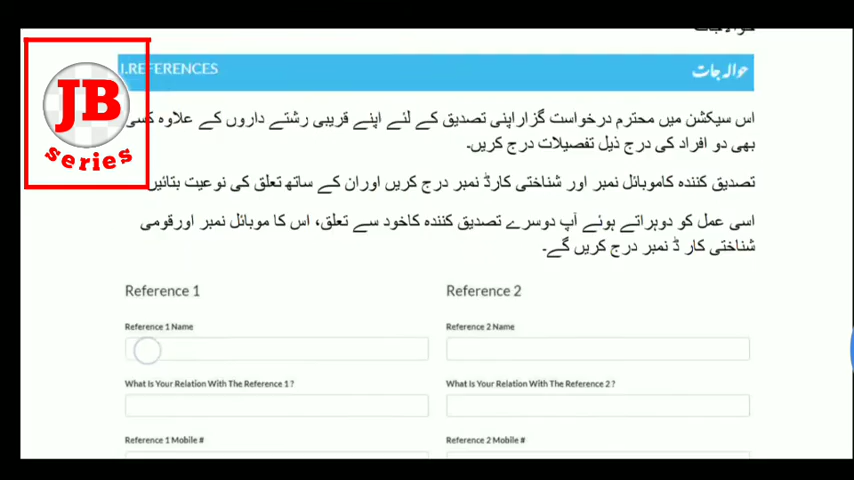 I.REFERENCES
حوالہ جات
JB
series
اس سیکشن میں محترم درخواست گزاراپنی تصدیق کے لئے اپنے قریبی رشتے داروں کے علاوہ کسی
بھی دو افراد کی درج ذیل تفصیلات درج کریں۔
تصدیق کنندہ کاموبائل نمبر اور شناختی کارڈ نمبر درج کریں اوران کے ساتھ تعلق کی نوعیت بتائیں
اسی عمل کو دوہراتے ہوئے آپ دوسرے تصدیق کنندہ کاخود سے تعلق، اس کا موبائل نمبر اورقومی
شناختی کار ڈ نمبر درج کریں گے۔
Reference 1
Reference 2
Reference 1 Name
Reference 2 Name
What Is Your Relation With The Reference 1 ?
What Is Your Relation With The Reference 2 ?
Reference 1 Mobile #
Reference 2 Mobile #